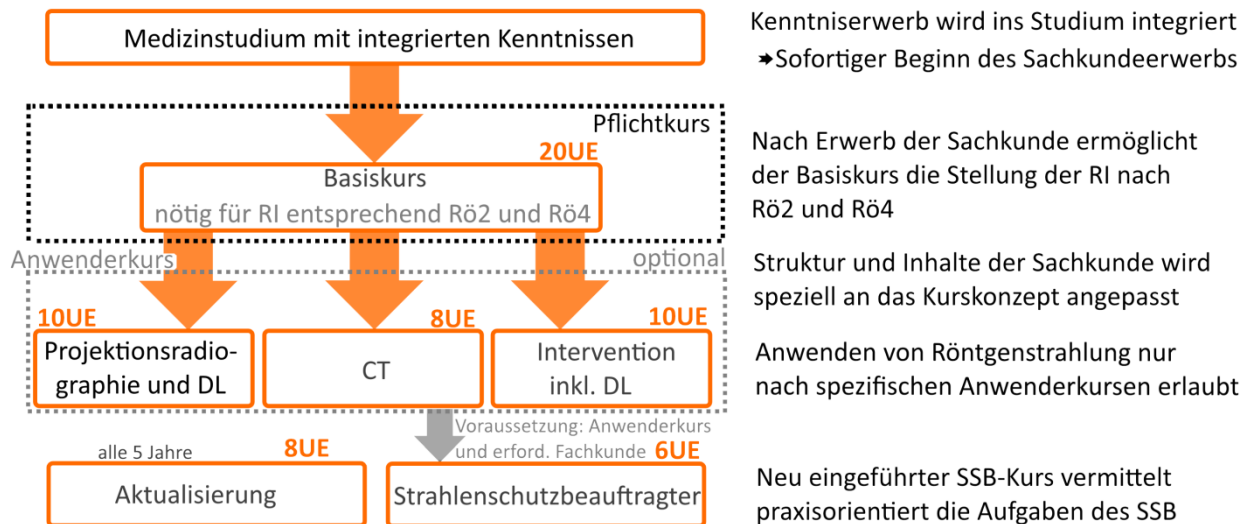 Medizinstudium mit integrierten Kenntnissen
Kenntniserwerb wird ins Studium integriert
➜Sofortiger Beginn des Sachkundeerwerbs
Pflichtkurs
20UE
Basiskurs
nötig für RI entsprechend Rö2 und Rö4
Nach Erwerb der Sachkunde ermöglicht
der Basiskurs die Stellung der RI nach
Rö2 und Rö4
Anwenderkurs
optional
Struktur und Inhalte der Sachkunde wird
speziell an das Kurskonzept angepasst
10UE
Projektionsradio-
graphie und DL
8UE
CT
10UE
Intervention
inkl. DL
Anwenden von Röntgenstrahlung nur
nach spezifischen Anwenderkursen erlaubt
Voraussetzung: Anwenderkurs
und erford. Fachkunde
alle 5 Jahre
8UE
Aktualisierung
6UE
Strahlenschutzbeauftragter
Neu eingeführter SSB-Kurs vermittelt
praxisorientiert die Aufgaben des SSB